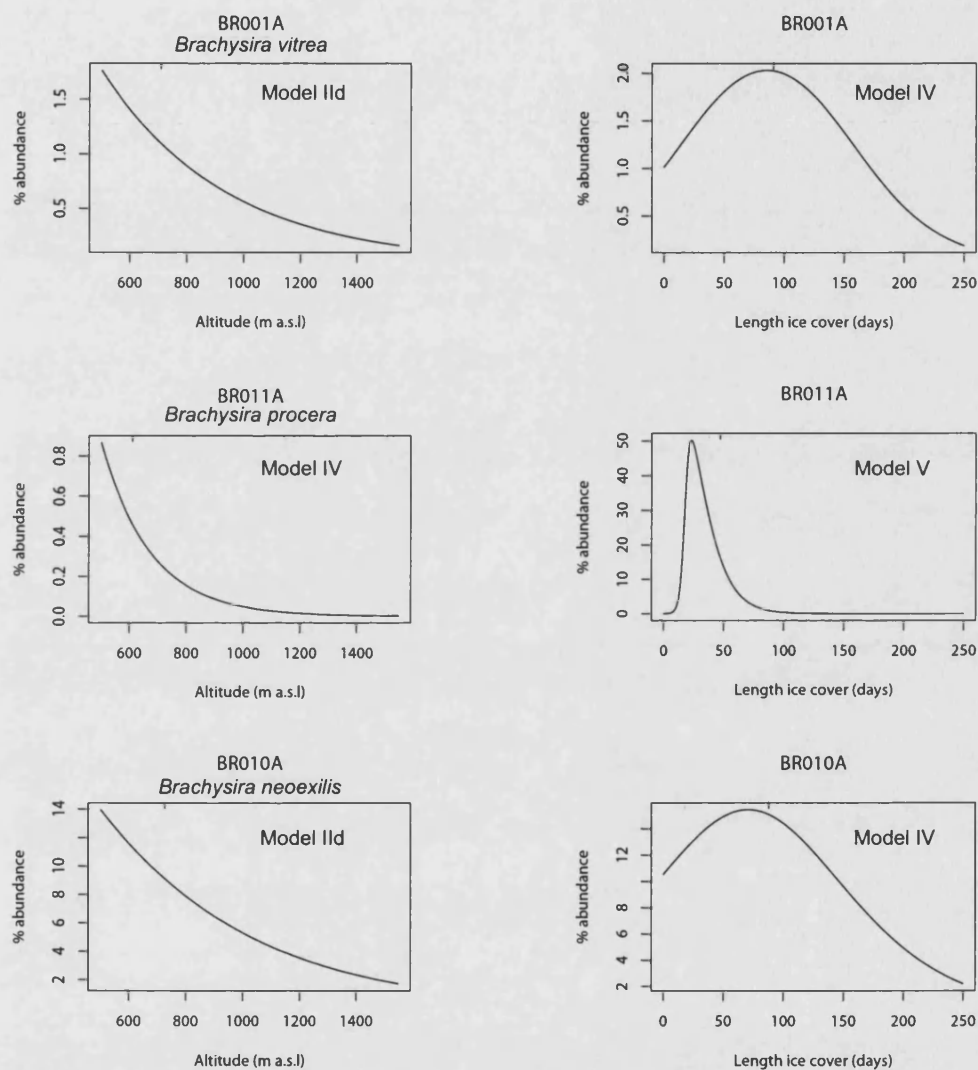 BR001A
Brachysira vitrea
Model IId
% abundance
1.5
1.0
0.5
600 800 1000 1200 1400
Altitude (m a.s.l)
BR001A
Model IV
% abundance
2.0
1.5
1.0
0.5
0 50 100 150 200 250
Length ice cover (days)
BR011A
Brachysira procera
Model IV
% abundance
0.8
0.6
0.4
0.2
0.0
600 800 1000 1200 1400
Altitude (m a.s.l)
BR011A
Model V
% abundance
50
40
30
20
10
0
0 50 100 150 200 250
Length ice cover (days)
BR010A
Brachysira neoexilis
Model IId
% abundance
14
12
10
8
6
4
2
600 800 1000 1200 1400
Altitude (m a.s.l)
BR010A
Model IV
% abundance
12
10
8
6
4
2
0 50 100 150 200 250
Length ice cover (days)